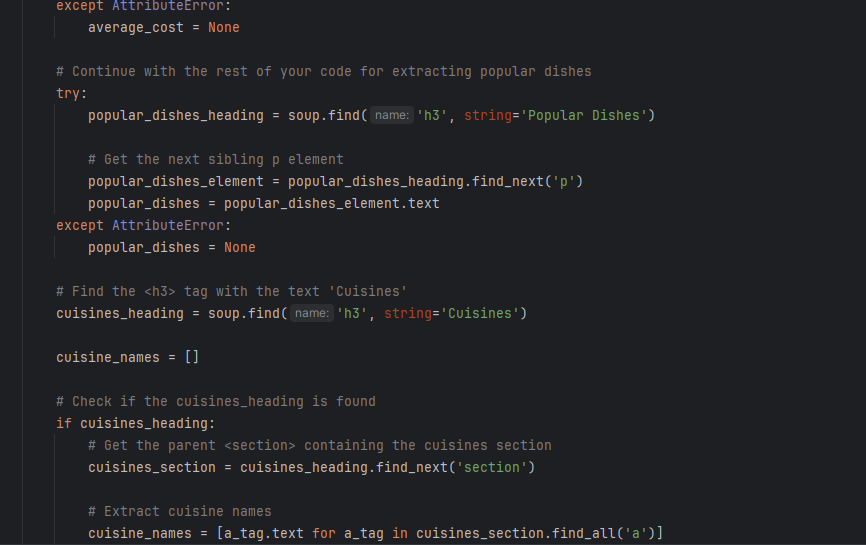 except AttributeError:
        average_cost = None

    # Continue with the rest of your code for extracting popular dishes
    try:
        popular_dishes_heading = soup.find( name: 'h3', string='Popular Dishes')

        # Get the next sibling p element
        popular_dishes_element = popular_dishes_heading.find_next('p')
        popular_dishes = popular_dishes_element.text
    except AttributeError:
        popular_dishes = None

    # Find the <h3> tag with the text 'Cuisines'
    cuisines_heading = soup.find( name: 'h3', string='Cuisines')

    cuisine_names = []

    # Check if the cuisines_heading is found
    if cuisines_heading:
        # Get the parent <section> containing the cuisines section
        cuisines_section = cuisines_heading.find_next('section')

        # Extract cuisine names
        cuisine_names = [a_tag.text for a_tag in cuisines_section.find_all('a')]